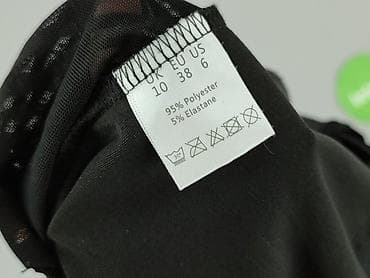 UK EU US
10 38 6
95% Polyester
5% Elastane